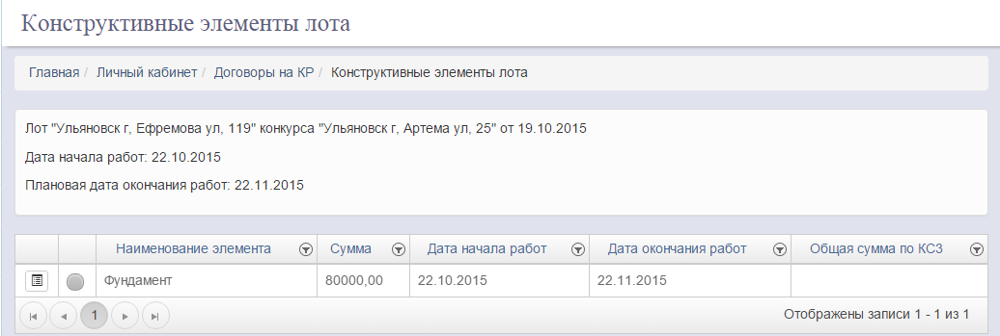 Конструктивные элементы лота
Главная / Личный кабинет / Договоры на КР / Конструктивные элементы лота
Лот "Ульяновск г, Ефремова ул, 119" конкурса "Ульяновск г, Артема ул, 25" от 19.10.2015
Дата начала работ: 22.10.2015
Плановая дата окончания работ: 22.11.2015
Наименование элемента Сумма Дата начала работ Дата окончания работ Общая сумма по КС3
Фундамент 80000,00 22.10.2015 22.11.2015
1 Отображены записи 1 - 1 из 1